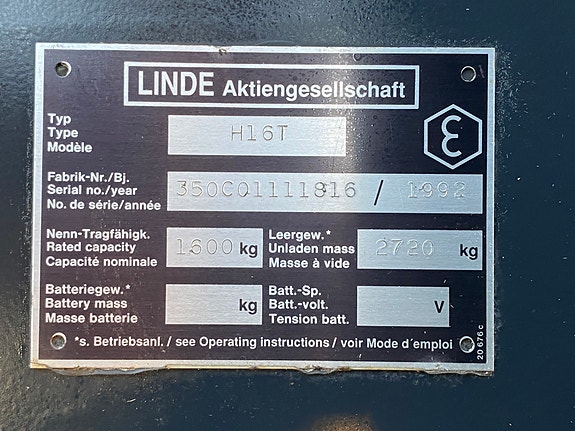 LINDE Aktiengesellschaft
Typ
Type
Modèle
H16T
Fabrik-Nr./Bj.
Serial no./year
No. de série/année
350C01111816 / 1992
Nenn-Tragfähigk.
Rated capacity
Capacité nominale
1600 kg
Leergew.*
Unladen mass
Masse à vide
2720 kg
Batteriegew.*
Battery mass
Masse batterie
kg
Batt.-Sp.
Batt.-volt.
Tension batt.
V
*s. Betriebsanl. / see Operating instructions / voir Mode d´emploi
20 676 c